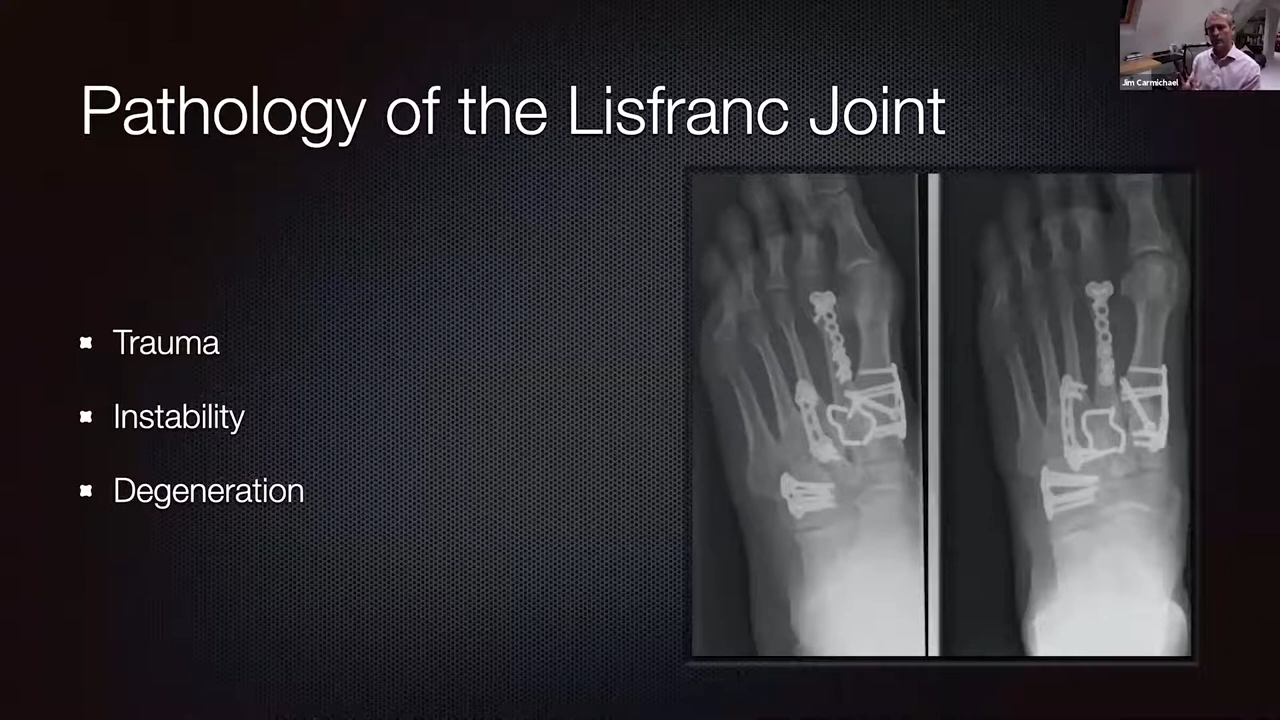 Jim Carmichael
Pathology of the Lisfranc Joint
Trauma
Instability
Degeneration